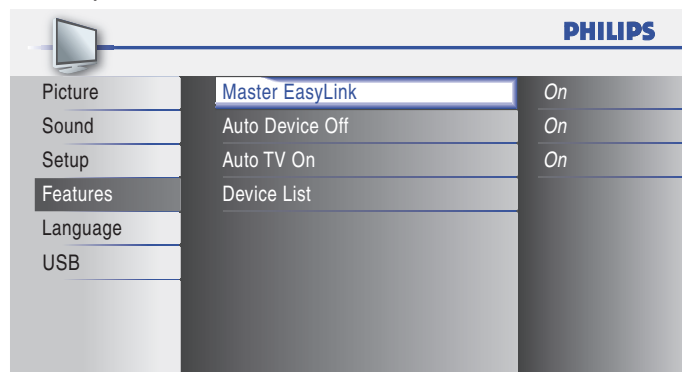 PHILIPS
Picture Master EasyLink On
Sound Auto Device Off On
Setup Auto TV On On
Features Device List
Language
USB